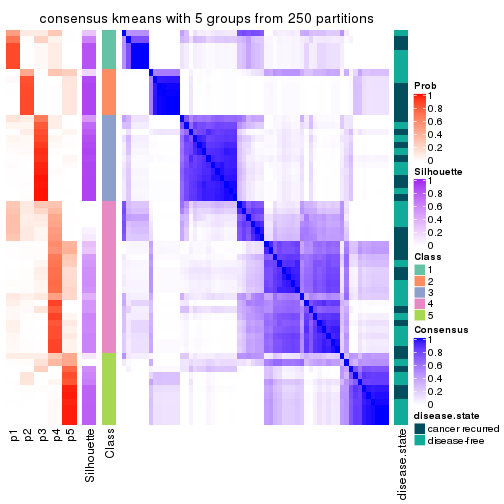 consensus kmeans with 5 groups from 250 partitions
Prob
1
0.8
0.6
0.4
0.2
0
Silhouette
1
0.8
0.6
0.4
0.2
0
Class
1
2
3
4
5
Consensus
1
0.8
0.6
0.4
0.2
0
disease.state
cancer recurred
disease-free
p1
p2
p3
p4
p5
Silhouette
Class
disease.state